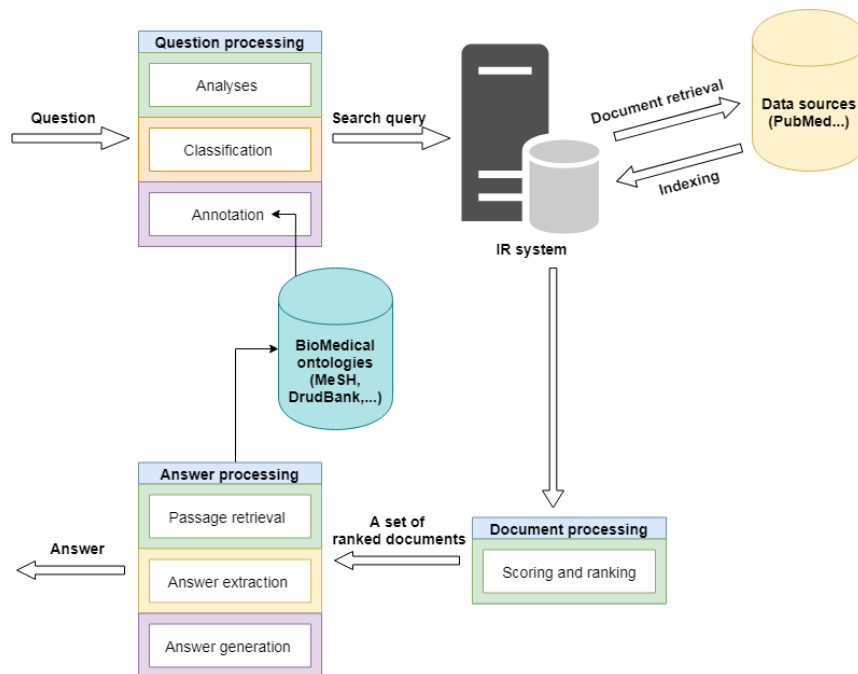 Question processing
Analyses
Question
Classification
Annotation
Search query
IR system
Document retrieval
Indexing
Data sources
(PubMed...)
BioMedical
ontologies
(MeSH,
DrudBank,...)
Document processing
Scoring and ranking
A set of
ranked documents
Answer processing
Passage retrieval
Answer extraction
Answer generation
Answer